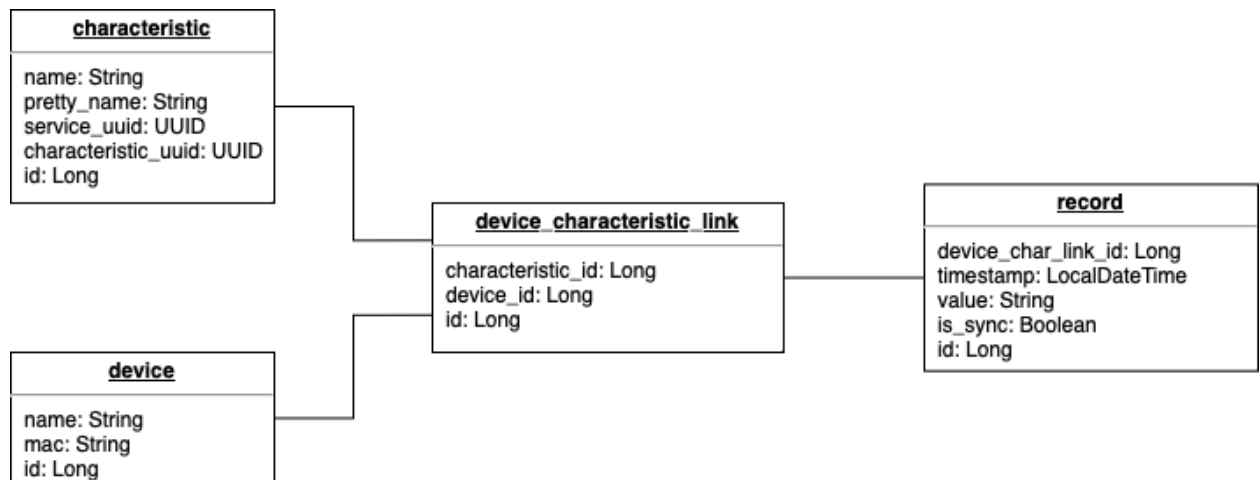 characteristic
name: String
pretty_name: String
service_uuid: UUID
characteristic_uuid: UUID
id: Long
device
name: String
mac: String
id: Long
device_characteristic_link
characteristic_id: Long
device_id: Long
id: Long
record
device_char_link_id: Long
timestamp: LocalDateTime
value: String
is_sync: Boolean
id: Long